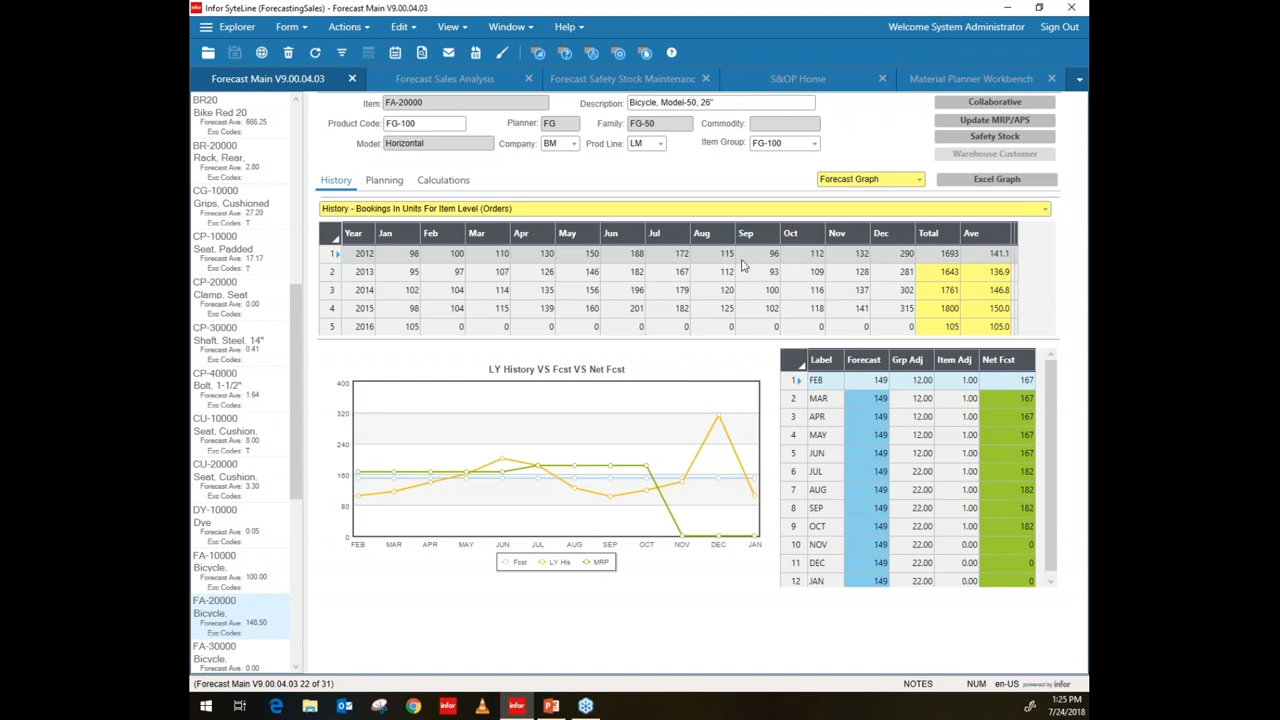 Infor SyteLine (ForecastingSales) - Forecast Main V9.00.04.03
Explorer Form Actions Edit View Window Help Welcome System Administrator Sign Out
Forecast Main V9.00.04.03 Forecast Sales Analysis Forecast Safety Stock Maintenanc S&OP Home Material Planner Workbench
BR20
Bike Red 20
Forecast Ave: 666.25
Exc Codes:
BR-20000
Rack, Rear,
Forecast Ave: 2.80
Exc Codes:
CG-10000
Grips, Cushioned
Forecast Ave: 27.20
Exc Codes: T
CP-10000
Seat, Padded
Forecast Ave: 17.17
Exc Codes: T
CP-20000
Clamp, Seat
Forecast Ave: 0.00
Exc Codes:
CP-30000
Shaft, Steel, 14"
Forecast Ave: 0.41
Exc Codes:
CP-40000
Bolt, 1-1/2"
Forecast Ave: 1.64
Exc Codes:
CU-10000
Seat, Cushion,
Forecast Ave: 8.00
Exc Codes: T
CU-20000
Seat, Cushion,
Forecast Ave: 3.30
Exc Codes:
DY-10000
Dye
Forecast Ave: 0.05
Exc Codes:
FA-10000
Bicycle,
Forecast Ave: 100.00
Exc Codes:
FA-20000
Bicycle,
Forecast Ave: 148.50
Exc Codes:
FA-30000
Bicycle,
Forecast Ave: 0.00
Item: FA-20000 Description: Bicycle, Model-50, 26" Collaborative
Product Code: FG-100 Planner: FG Family: FG-50 Commodity: Update MRP/APS
Safety Stock
Model: Horizontal Company: BM Prod Line: LM Item Group: FG-100
Warehouse Customer
History Planning Calculations Forecast Graph Excel Graph
History - Bookings In Units For Item Level (Orders)
Year Jan Feb Mar Apr May Jun Jul Aug Sep Oct Nov Dec Total Ave
1 2012 98 100 110 130 150 188 172 115 96 112 132 290 1693 141.1
2 2013 95 97 107 126 146 182 167 112 93 109 128 281 1643 136.9
3 2014 102 104 114 135 156 196 179 120 100 116 137 302 1761 146.8
4 2015 98 104 115 139 160 201 182 125 102 118 141 315 1800 150.0
5 2016 105 0 0 0 0 0 0 0 0 0 0 0 105 105.0
LY History VS Fcst VS Net Fcst
400
320
240
160
80
0
FEB MAR APR MAY JUN JUL AUG SEP OCT NOV DEC JAN
Fcst LY His MRP
Label Forecast Grp Adj Item Adj Net Fcst
1 FEB 149 12.00 1.00 167
2 MAR 149 12.00 1.00 167
3 APR 149 12.00 1.00 167
4 MAY 149 12.00 1.00 167
5 JUN 149 12.00 1.00 167
6 JUL 149 22.00 1.00 182
7 AUG 149 22.00 1.00 182
8 SEP 149 22.00 1.00 182
9 OCT 149 22.00 1.00 182
10 NOV 149 22.00 0.00 0
11 DEC 149 22.00 0.00 0
12 JAN 149 22.00 0.00 0
(Forecast Main V9.00.04.03 22 of 31) NOTES NUM en-US powered by infor
infor infor
1:25 PM
7/24/2018